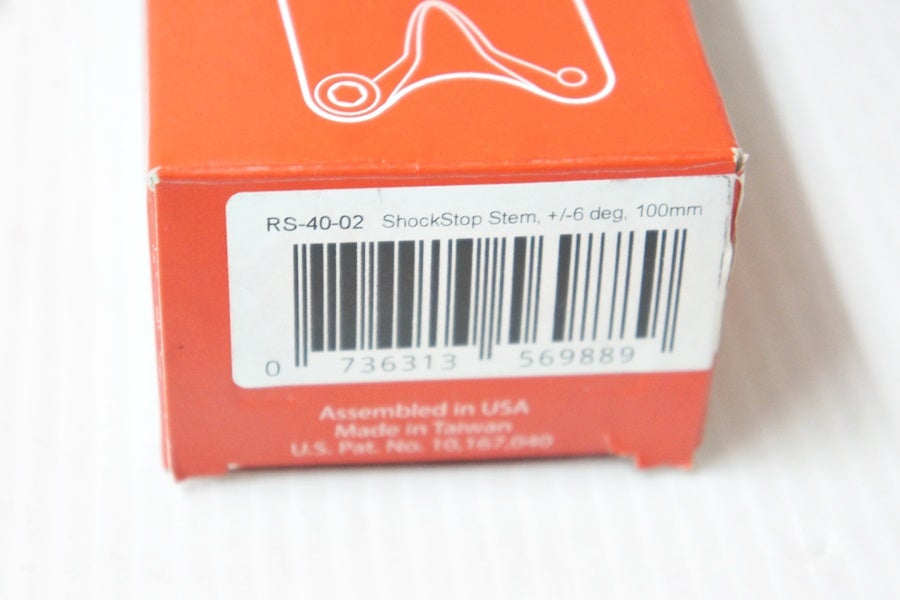 RS-40-02 ShockStop Stem, +/-6 deg, 100mm
0 736313 569889
Assembled in USA
Made in Taiwan
U.S. Pat. No. 10,167,040